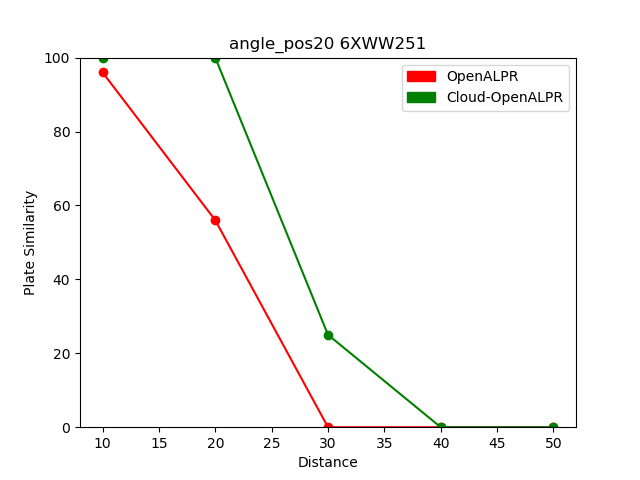 angle_pos20 6XWW251
OpenALPR
Cloud-OpenALPR
100
80
60
40
20
0
Plate Similarity
10 15 20 25 30 35 40 45 50
Distance